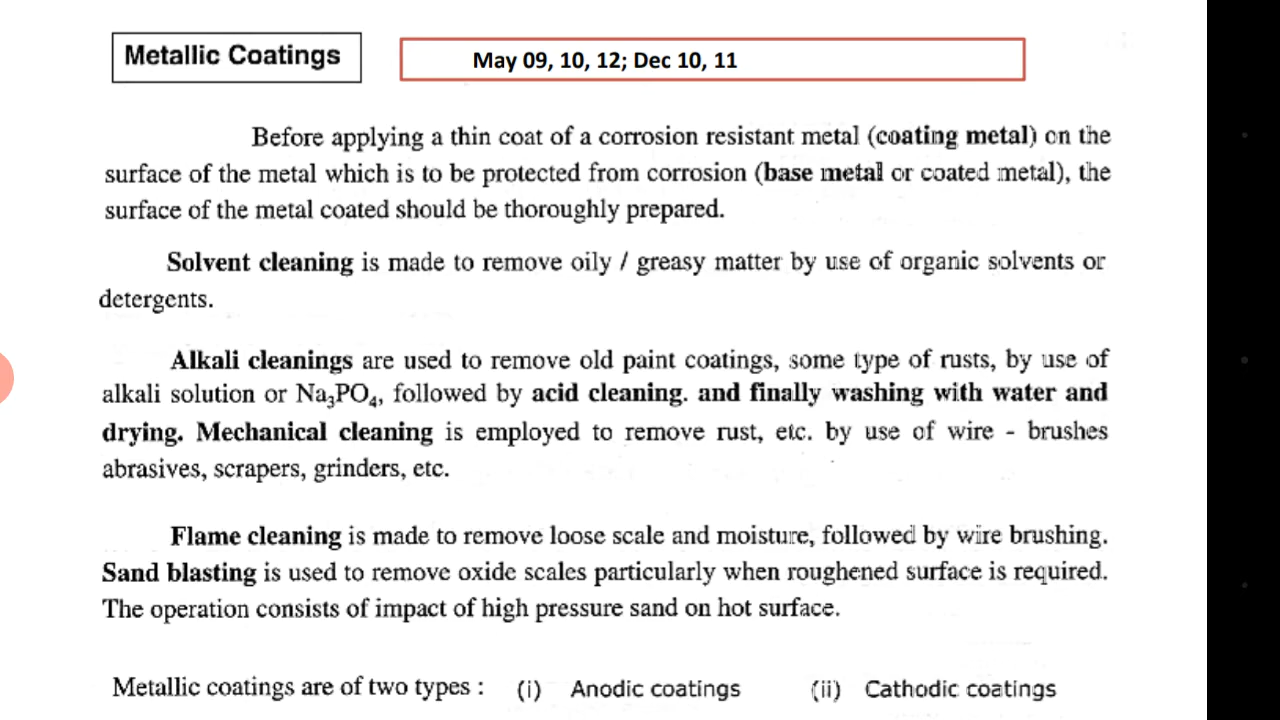 Metallic Coatings
May 09, 10, 12; Dec 10, 11
Before applying a thin coat of a corrosion resistant metal (coating metal) on the
surface of the metal which is to be protected from corrosion (base metal or coated metal), the
surface of the metal coated should be thoroughly prepared.
Solvent cleaning is made to remove oily / greasy matter by use of organic solvents or
detergents.
Alkali cleanings are used to remove old paint coatings, some type of rusts, by use of
alkali solution or Na₃PO₄, followed by acid cleaning. and finally washing with water and
drying. Mechanical cleaning is employed to remove rust, etc. by use of wire - brushes
abrasives, scrapers, grinders, etc.
Flame cleaning is made to remove loose scale and moisture, followed by wire brushing.
Sand blasting is used to remove oxide scales particularly when roughened surface is required.
The operation consists of impact of high pressure sand on hot surface.
Metallic coatings are of two types : (i) Anodic coatings (ii) Cathodic coatings